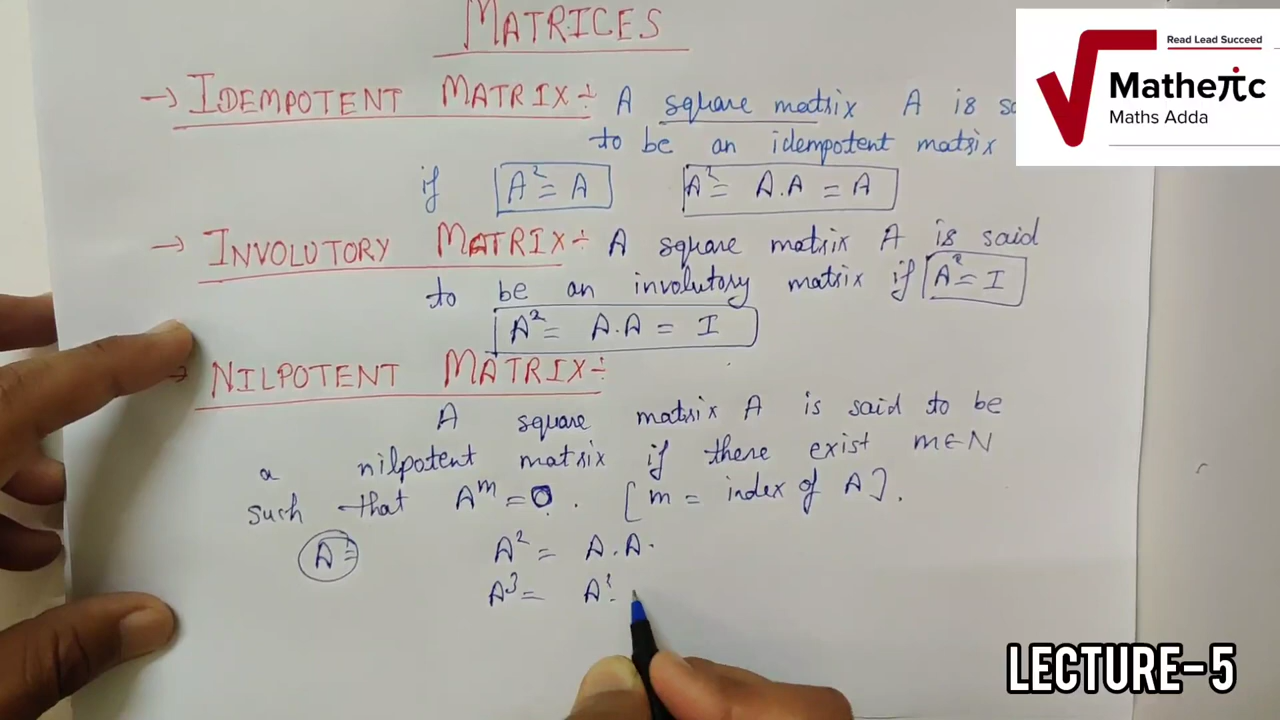 MATRICES
Read Lead Succeed
Matheπc
Maths Adda
→ IDEMPOTENT MATRIX÷ A square matrix A is
to be an idempotent matrix
if A² = A A² = A.A = A
→ INVOLUTORY MATRIX÷ A square matrix A is said
to be an involutory matrix if A² = I
A² = A.A = I
→ NILPOTENT MATRIX÷
A square matrix A is said to be
a nilpotent matrix if there exist m∈N
such that Aᵐ = 0. [m = index of A].
A= A² = A.A.
A³ = A².
LECTURE-5